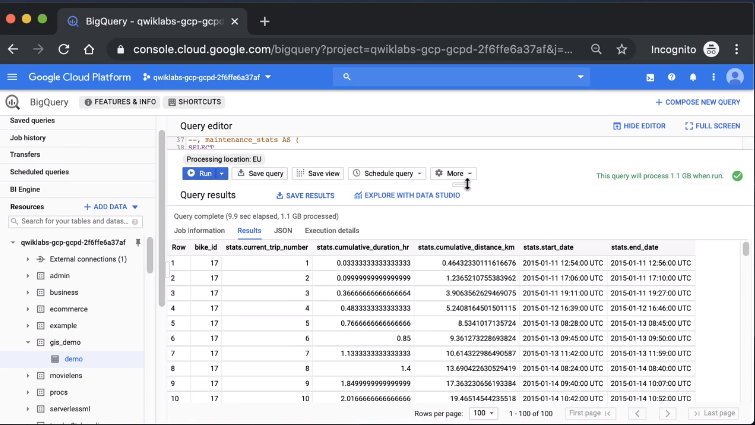 BigQuery - qwiklabs-gcp-gcpd
console.cloud.google.com/bigquery?project=qwiklabs-gcp-gcpd-2f6ffe6a37af&j=...
Incognito
Google Cloud Platform
qwiklabs-gcp-gcpd-2f6ffe6a37af
BigQuery
FEATURES & INFO
SHORTCUTS
+ COMPOSE NEW QUERY
Saved queries
Job history
Transfers
Scheduled queries
BI Engine
Resources
+ ADD DATA
Search for your tables and datas...
qwiklabs-gcp-gcpd-2f6ffe6a37af
External connections (1)
admin
business
ecommerce
example
gis_demo
demo
movielens
procs
serverlessml
Query editor
HIDE EDITOR
FULL SCREEN
37 --, maintenance_stats AS (
38 SELECT
Processing location: EU
Run
Save query
Save view
Schedule query
More
This query will process 1.1 GB when run.
Query results
SAVE RESULTS
EXPLORE WITH DATA STUDIO
Query complete (9.9 sec elapsed, 1.1 GB processed)
Job information Results JSON Execution details
Row bike_id stats.current_trip_number stats.cumulative_duration_hr stats.cumulative_distance_km stats.start_date stats.end_date
1 17 1 0.03333333333333333 0.46432330111616676 2015-01-11 12:54:00 UTC 2015-01-11 12:56:00 UTC
2 17 2 0.09999999999999999 1.2365210755383962 2015-01-11 17:06:00 UTC 2015-01-11 17:10:00 UTC
3 17 3 0.36666666666666664 3.9063562629469075 2015-01-11 19:11:00 UTC 2015-01-11 19:27:00 UTC
4 17 4 0.48333333333333334 5.2408164501501115 2015-01-12 16:39:00 UTC 2015-01-12 16:46:00 UTC
5 17 5 0.7666666666666666 8.5341017135724 2015-01-13 08:28:00 UTC 2015-01-13 08:45:00 UTC
6 17 6 0.85 9.361273228693824 2015-01-13 09:45:00 UTC 2015-01-13 09:50:00 UTC
7 17 7 1.1333333333333333 10.614322986490587 2015-01-13 11:42:00 UTC 2015-01-13 11:59:00 UTC
8 17 8 1.4 13.690422630529419 2015-01-14 08:24:00 UTC 2015-01-14 08:40:00 UTC
9 17 9 1.8499999999999999 17.363230656193384 2015-01-14 09:40:00 UTC 2015-01-14 10:07:00 UTC
10 17 10 2.0166666666666666 19.46514544235518 2015-01-14 10:42:00 UTC 2015-01-14 10:52:00 UTC
Rows per page: 100 1 - 100 of 100 First page Last page